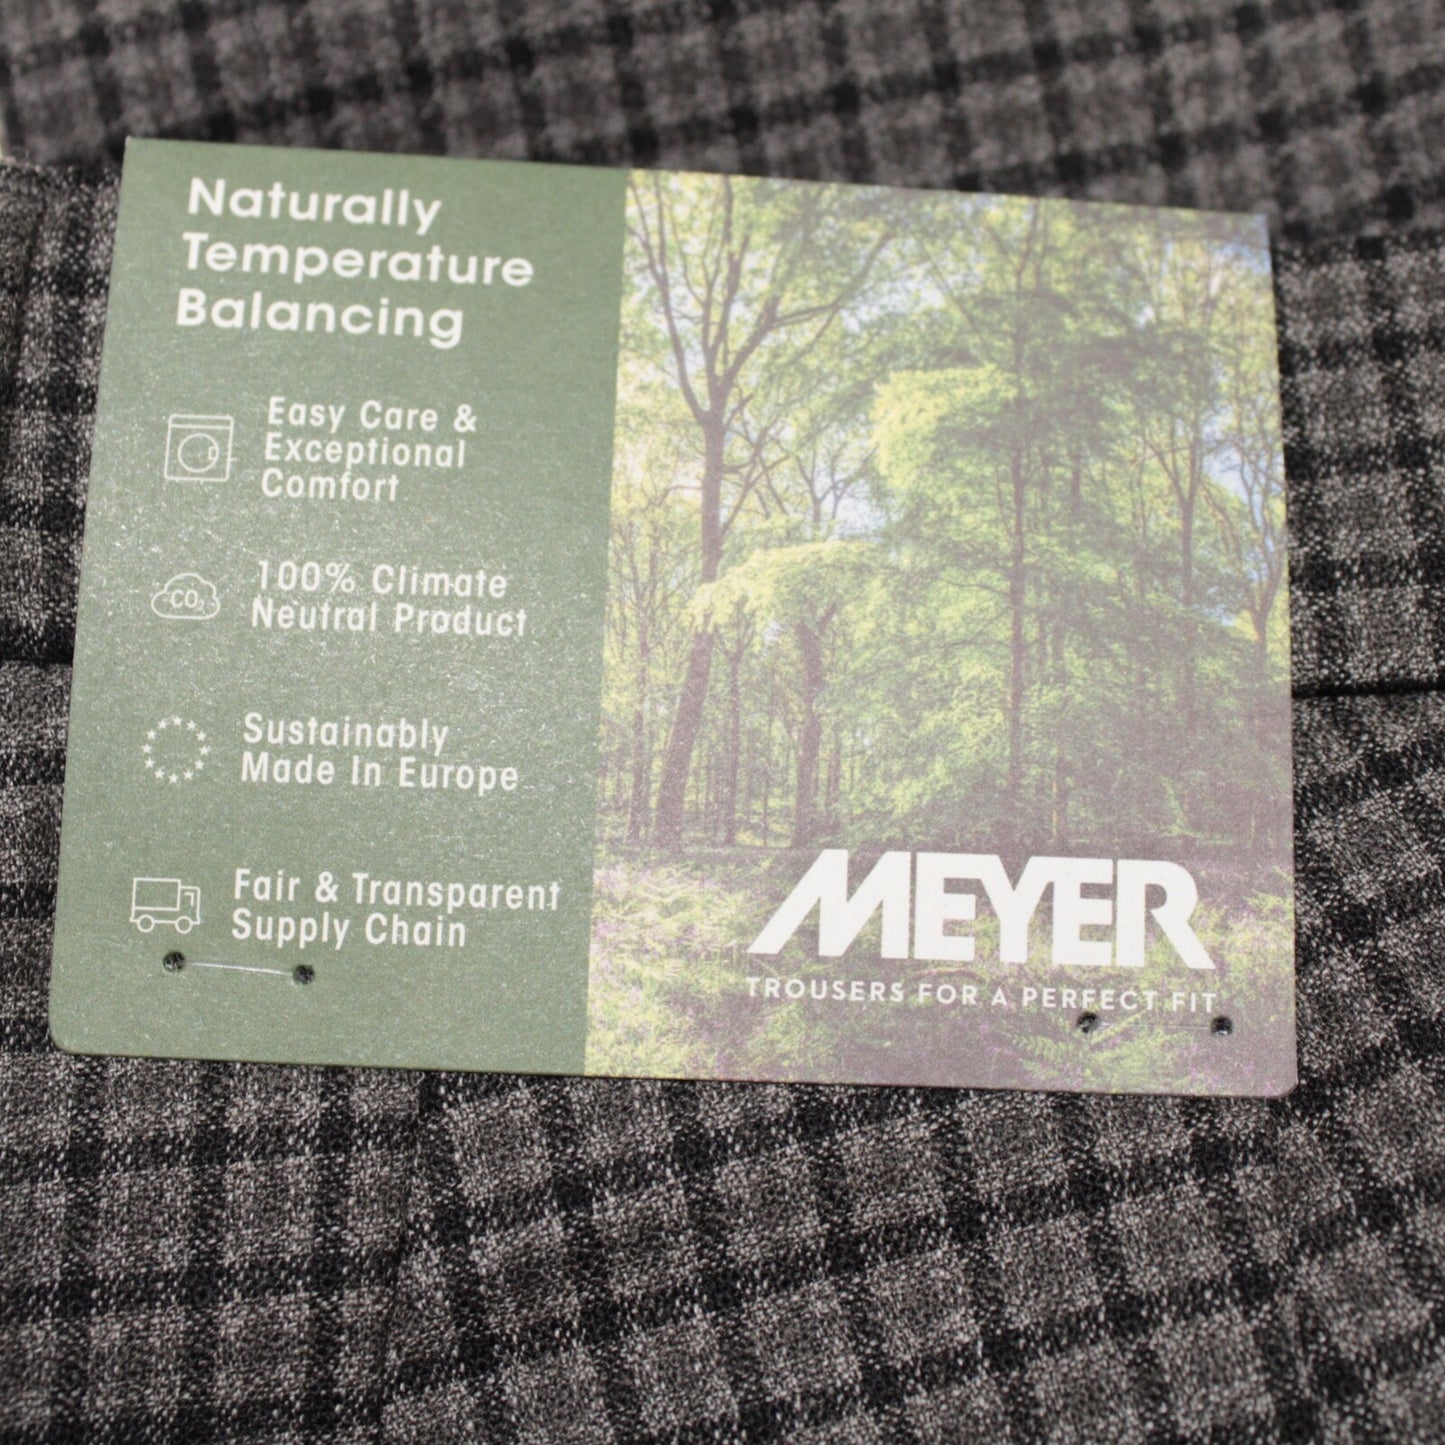 Naturally
Temperature
Balancing
Easy Care &
Exceptional
Comfort
CO₂
100% Climate
Neutral Product
Sustainably
Made In Europe
Fair & Transparent
Supply Chain
MEYER
TROUSERS FOR A PERFECT FIT